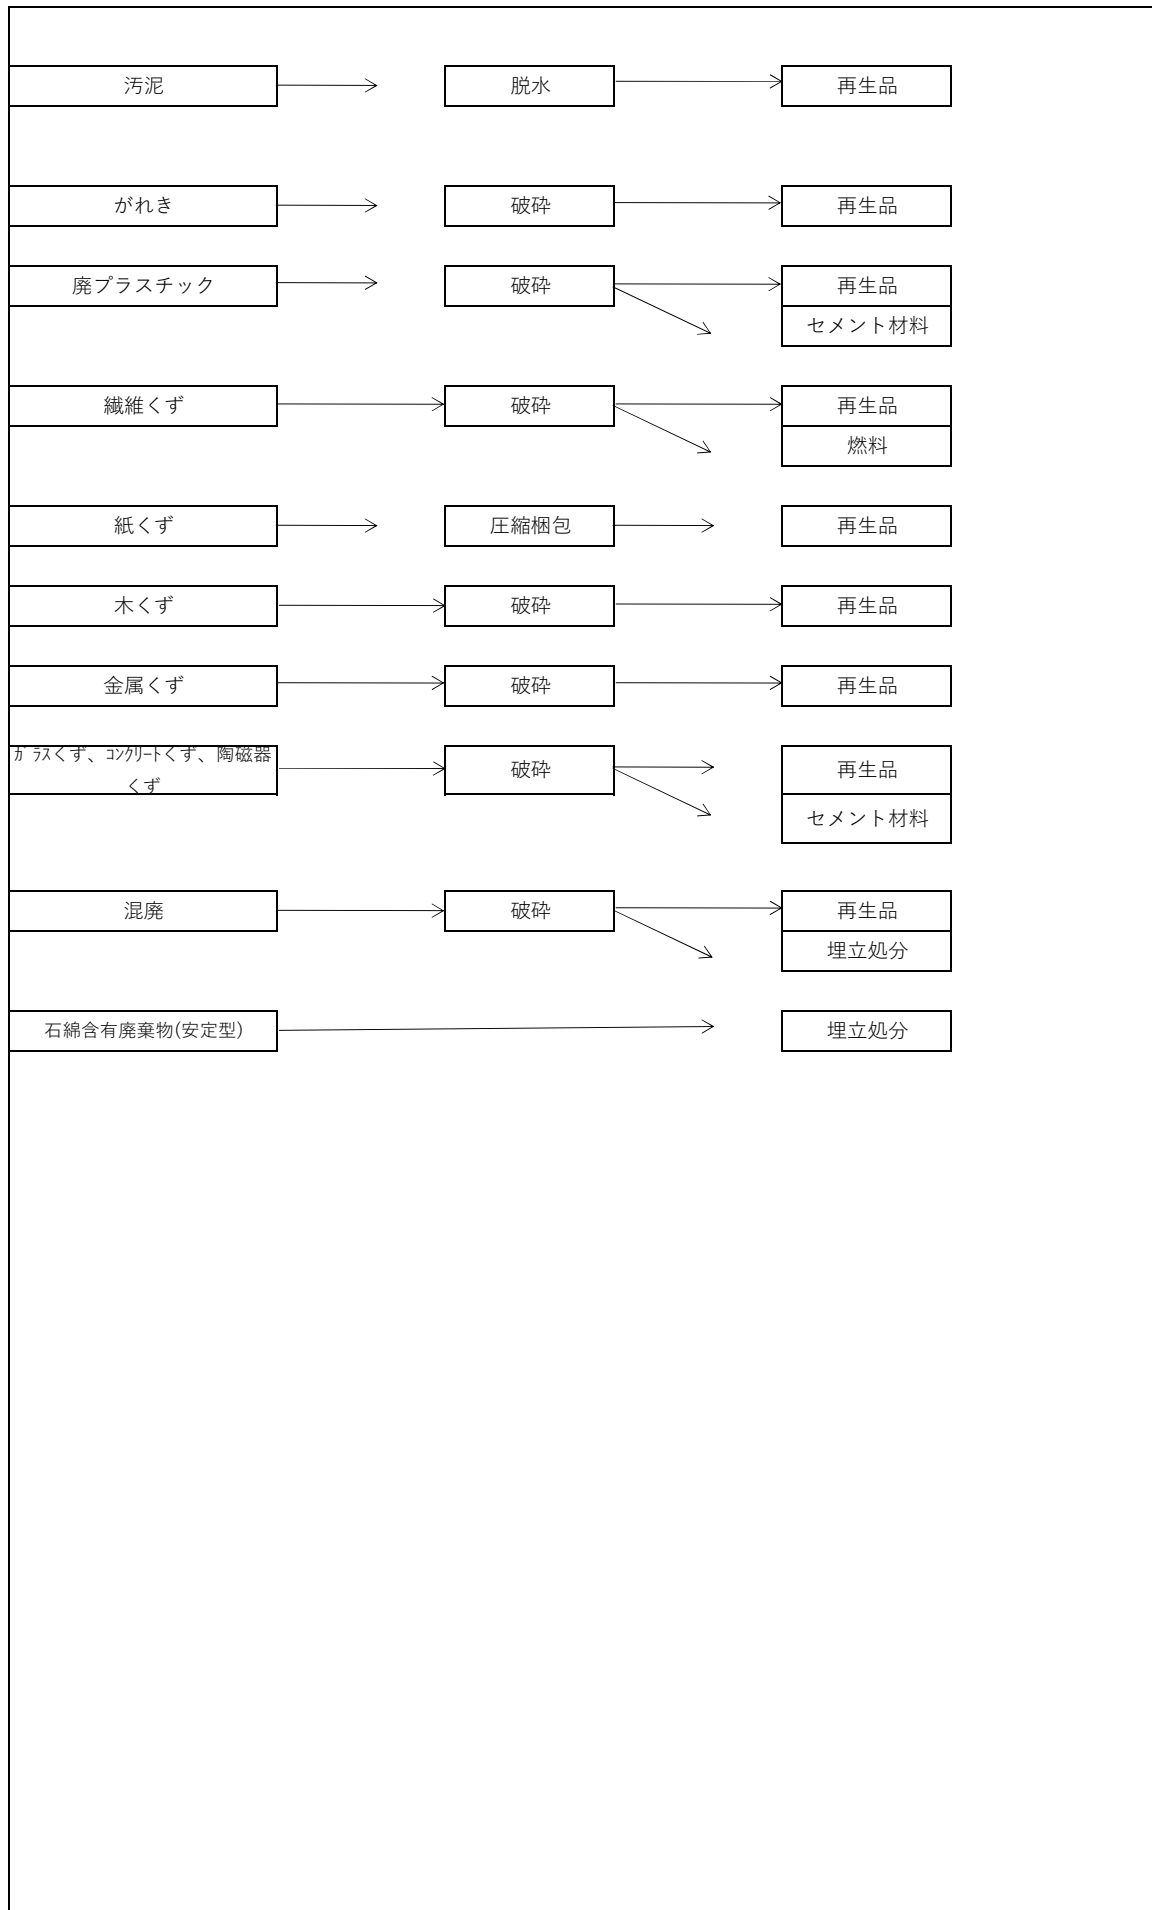 汚泥
脱水
再生品
がれき
破砕
再生品
廃プラスチック
破砕
再生品
セメント材料
繊維くず
破砕
再生品
燃料
紙くず
圧縮梱包
再生品
木くず
破砕
再生品
金属くず
破砕
再生品
ｶﾞﾗｽくず、ｺﾝｸﾘｰﾄくず、陶磁器
くず
破砕
再生品
セメント材料
混廃
破砕
再生品
埋立処分
石綿含有廃棄物(安定型)
埋立処分